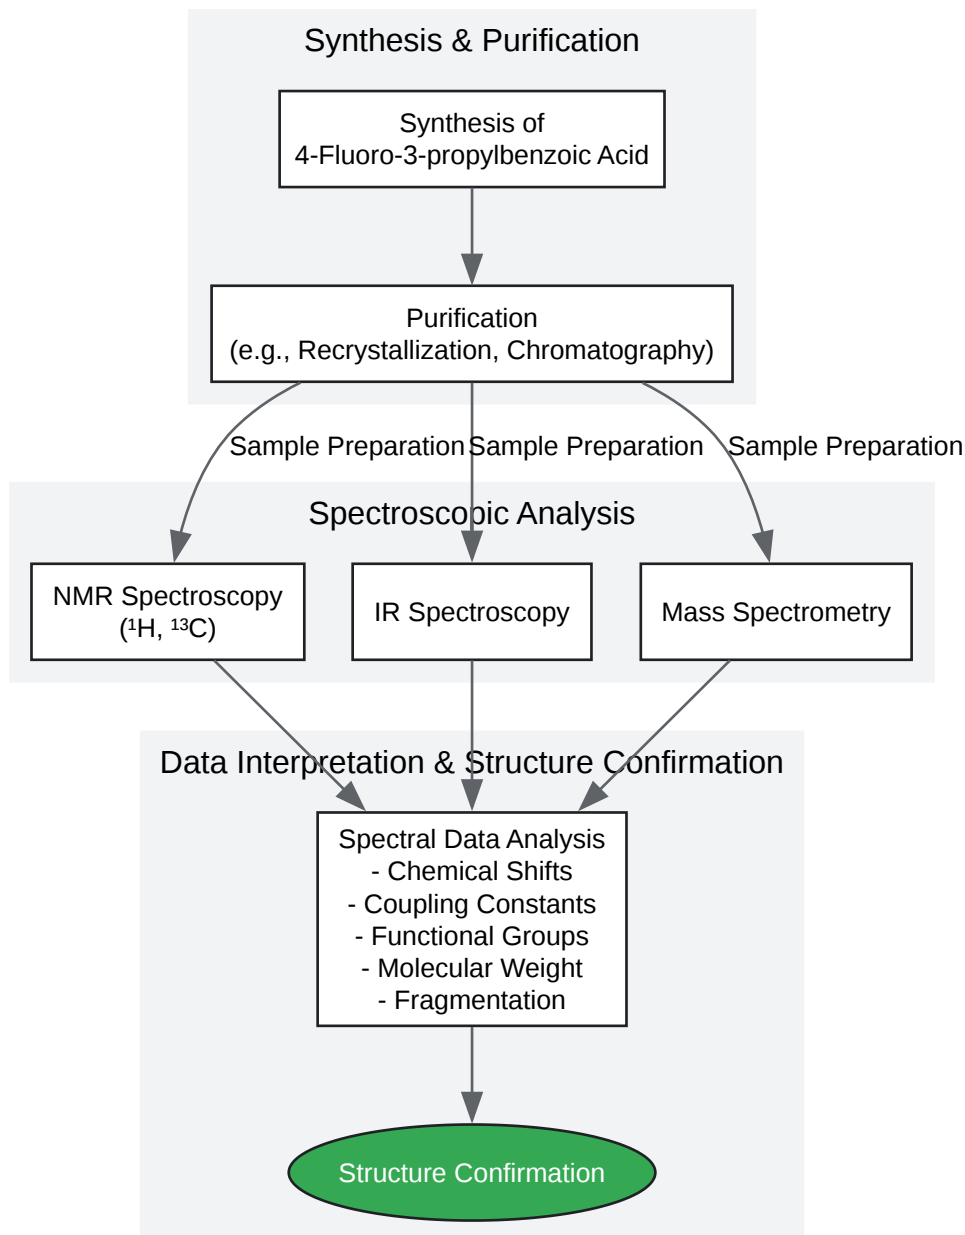 Synthesis & Purification
Synthesis of
4-Fluoro-3-propylbenzoic Acid
Purification
(e.g., Recrystallization, Chromatography)
Sample Preparation
Sample Preparation
Sample Preparation
Spectroscopic Analysis
NMR Spectroscopy
(¹H, ¹³C)
IR Spectroscopy
Mass Spectrometry
Data Interpretation & Structure Confirmation
Spectral Data Analysis
- Chemical Shifts
- Coupling Constants
- Functional Groups
- Molecular Weight
- Fragmentation
Structure Confirmation